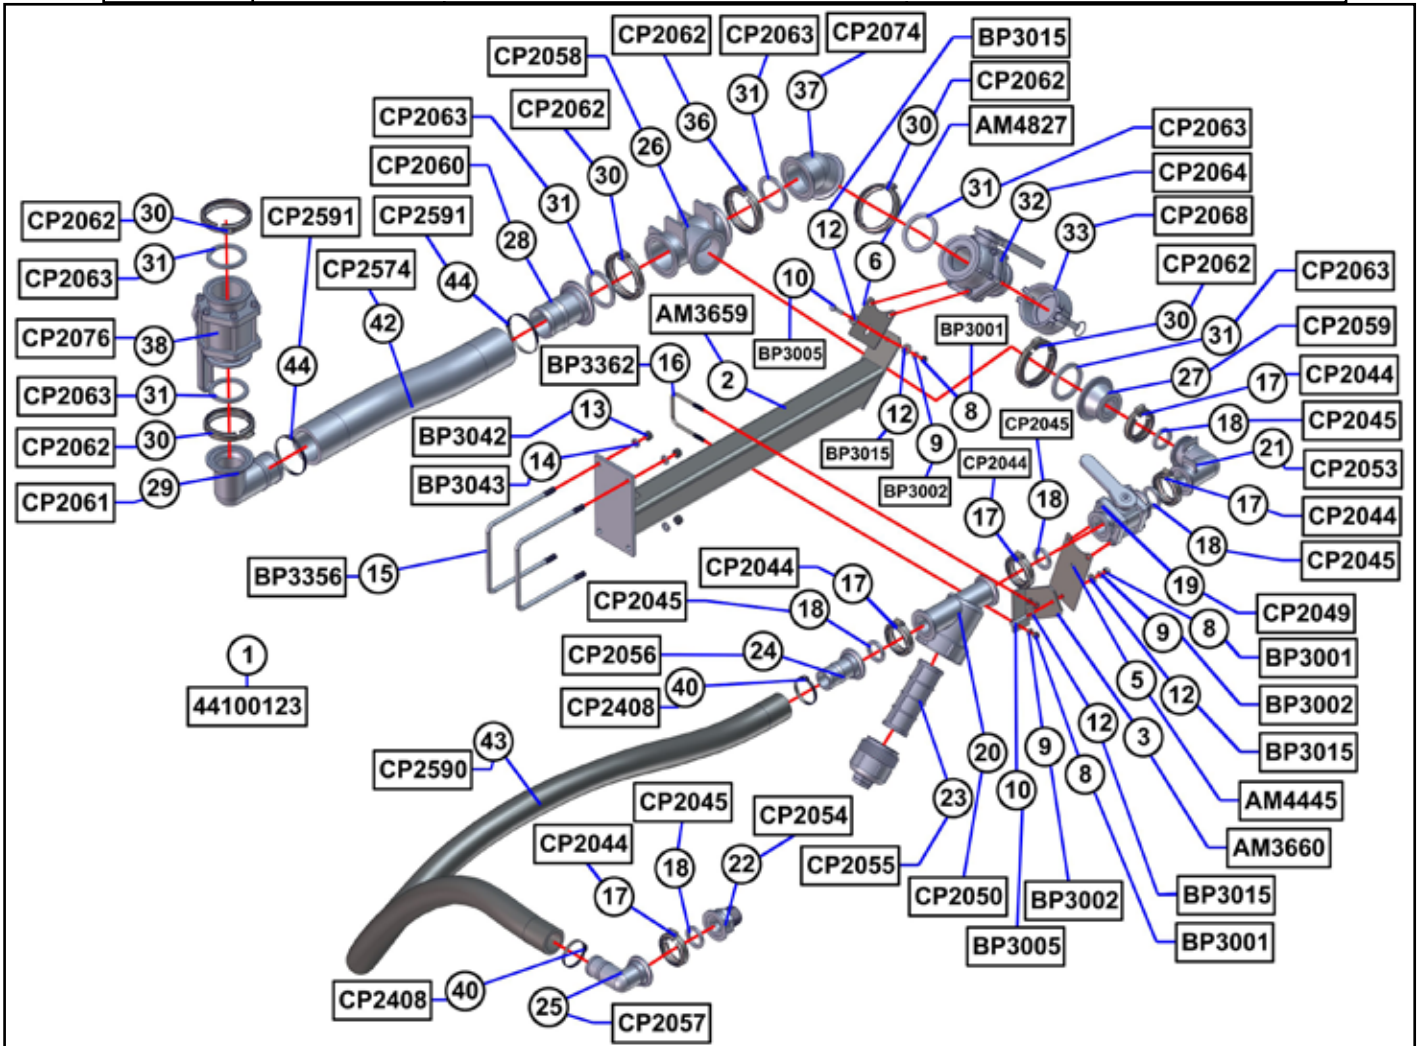 CP2062 CP2063 CP2074 BP3015
CP2058 CP2062
31 37
CP2062 30 AM4827
CP2063 36 CP2063
CP2060 26 31 CP2064
30 12 32 CP2068
CP2062 30 CP2591 CP2591 31 6 33
28 10 CP2062 CP2063
CP2063 31 CP2574 44 AM3659 30
BP3005 BP3001 31 CP2059
CP2076 38 42 BP3362 16 2 8 27 17 CP2044
44 12 9 CP2045
CP2063 31 BP3042 13 BP3015 CP2045 18
CP2062 30 BP3043 14 BP3002 CP2044 21 CP2053
CP2061 29 18 17 CP2044
17 18 CP2045
BP3356 15 CP2044 17 19 CP2049
CP2045 18 9 8
1 CP2056 24 BP3001
44100123 CP2408 40 5 12 BP3002
43 20 12 3 BP3015
CP2590 9 8
23 10 AM4445
CP2045 CP2054 AM3660
CP2044 22 CP2055 CP2050 BP3002 BP3015
17 18 BP3005 BP3001
CP2408 40 25 CP2057